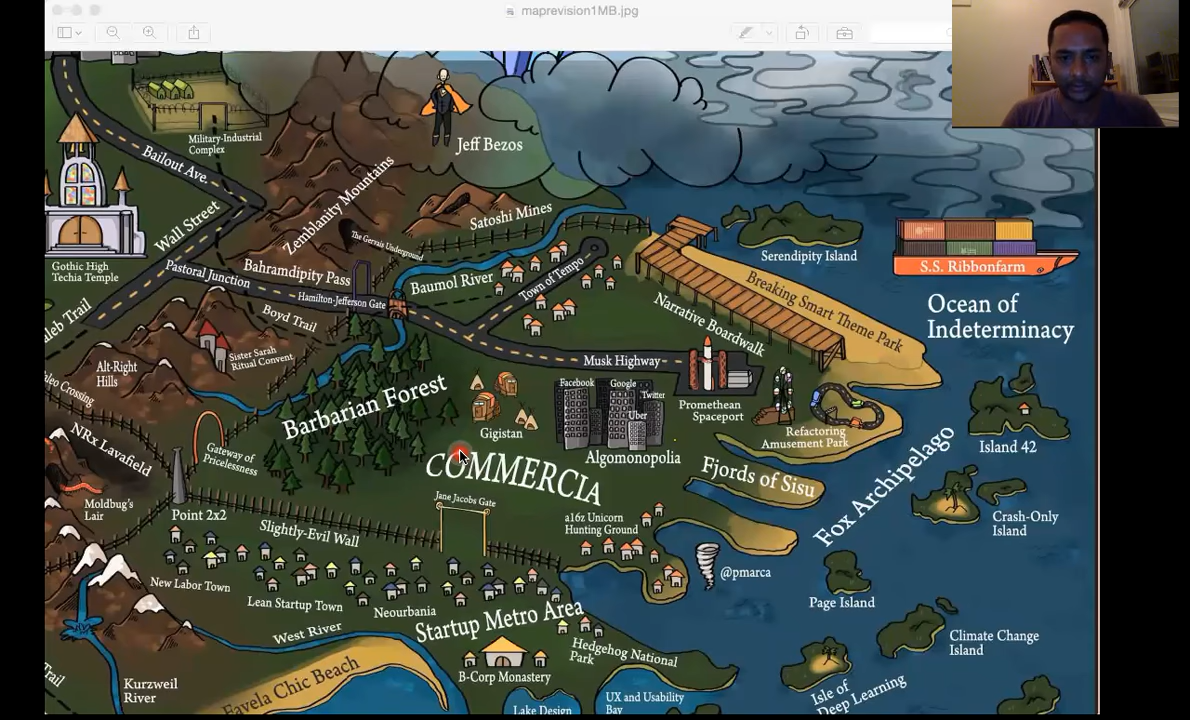 maprevision1MB.jpg
Military-Industrial
Complex
Jeff Bezos
Bailout Ave.
Zemblanity Mountains
Satoshi Mines
Wall Street
The Gervais Underground
Serendipity Island
S.S. Ribbonfarm
Gothic High
Techia Temple
Pastoral Junction
Bahramdipity Pass
Hamilton-Jefferson Gate
Baumol River
Town of Tempo
Breaking Smart Theme Park
Ocean of
Indeterminacy
Narrative Boardwalk
Trail
Boyd Trail
Alt-Right
Hills
Sister Sarah
Ritual Convent
Musk Highway
Crossing
Barbarian Forest
Facebook
Google
Twitter
Uber
Promethean
Spaceport
Gigistan
Algomonopolia
Refactoring
Amusement Park
Island 42
NRx Lavafield
Gateway of
Pricelessness
COMMERCIA
Fjords of Sisu
Fox Archipelago
Moldbug's
Lair
Point 2x2
Slightly-Evil Wall
Jane Jacobs Gate
a16z Unicorn
Hunting Ground
Crash-Only
Island
@pmarca
New Labor Town
Lean Startup Town
Neourbania
Page Island
Startup Metro Area
West River
Hedgehog National
Park
Climate Change
Island
B-Corp Monastery
Favela Chic Beach
Kurzweil
River
Trail
Lake Design
UX and Usability
Bay
Isle of
Deep Learning